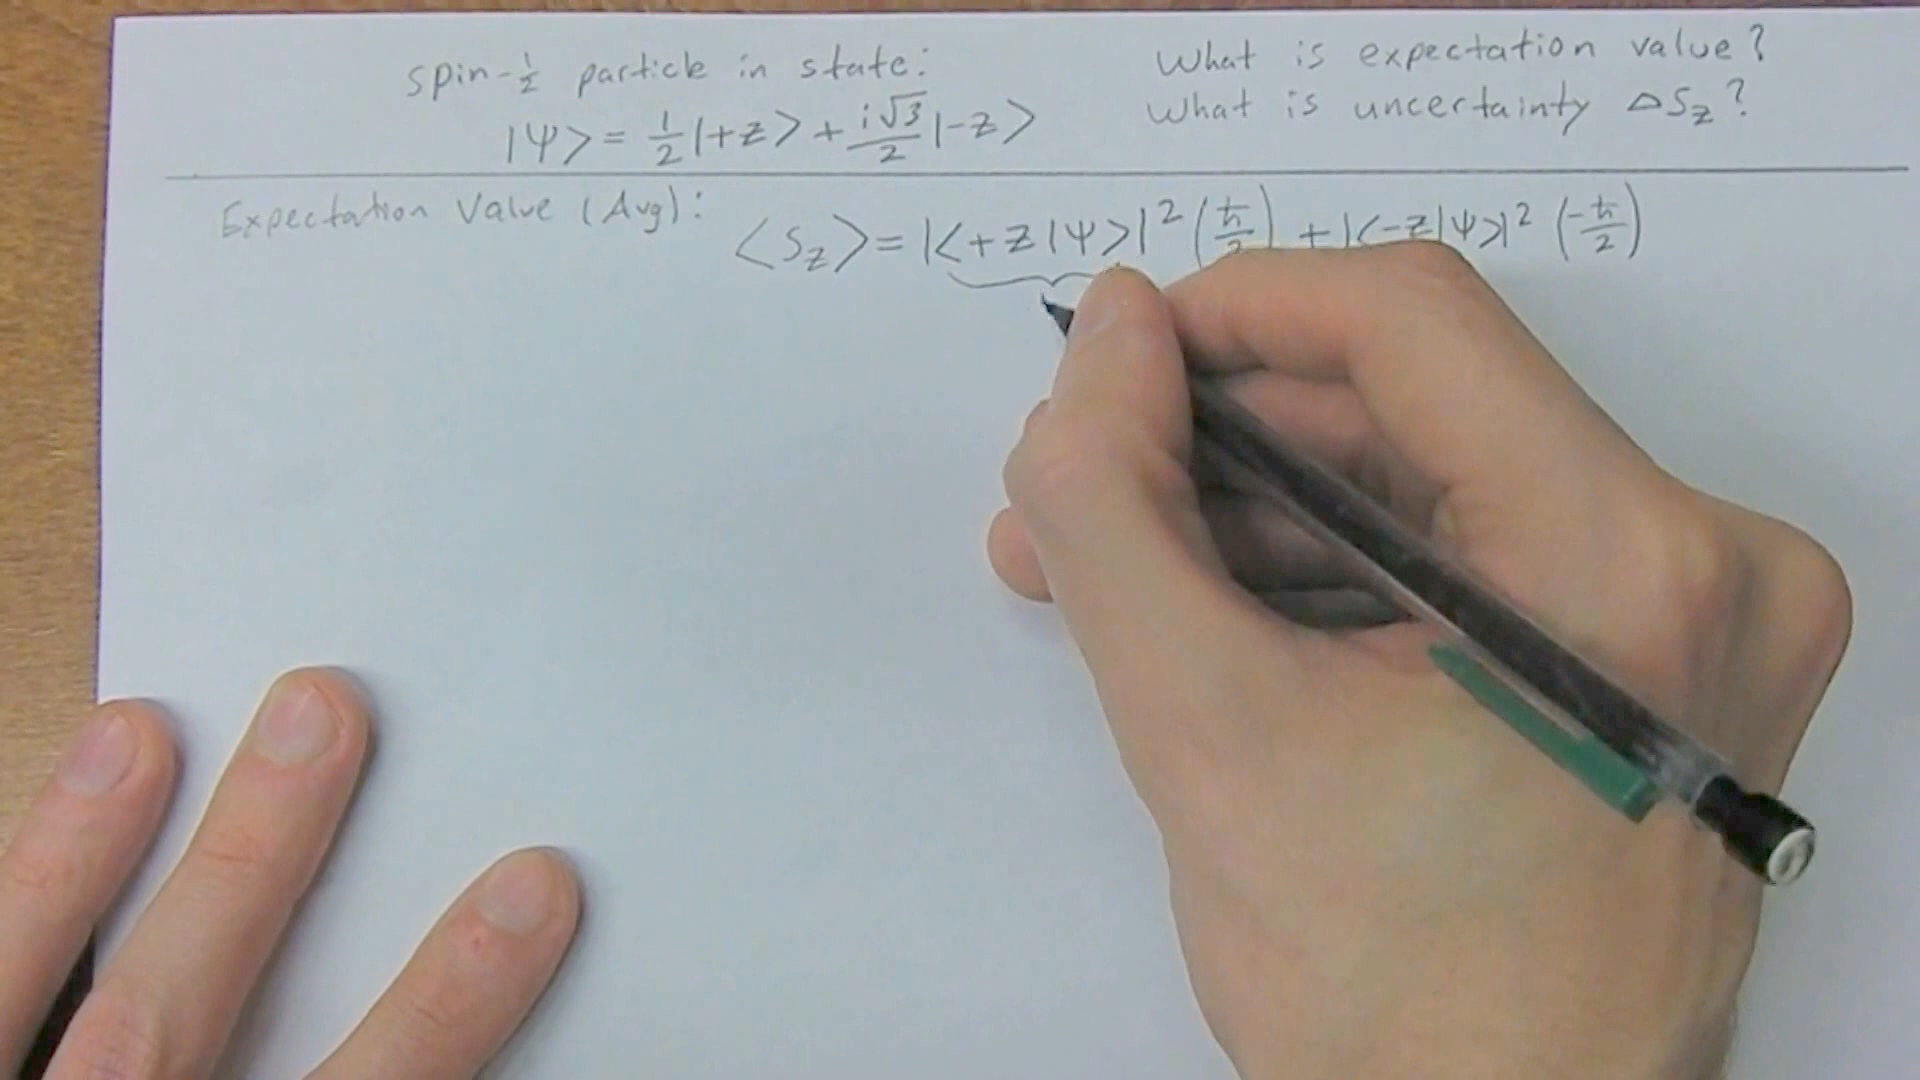 spin-½ particle in state:
|ψ> = 1/2 |+z> + i√3/2 |-z>
What is expectation value?
What is uncertainty ΔSz?
Expectation Value (Avg):
<Sz> = |<+z|ψ>|² (ħ/2) + |<-z|ψ>|² (-ħ/2)